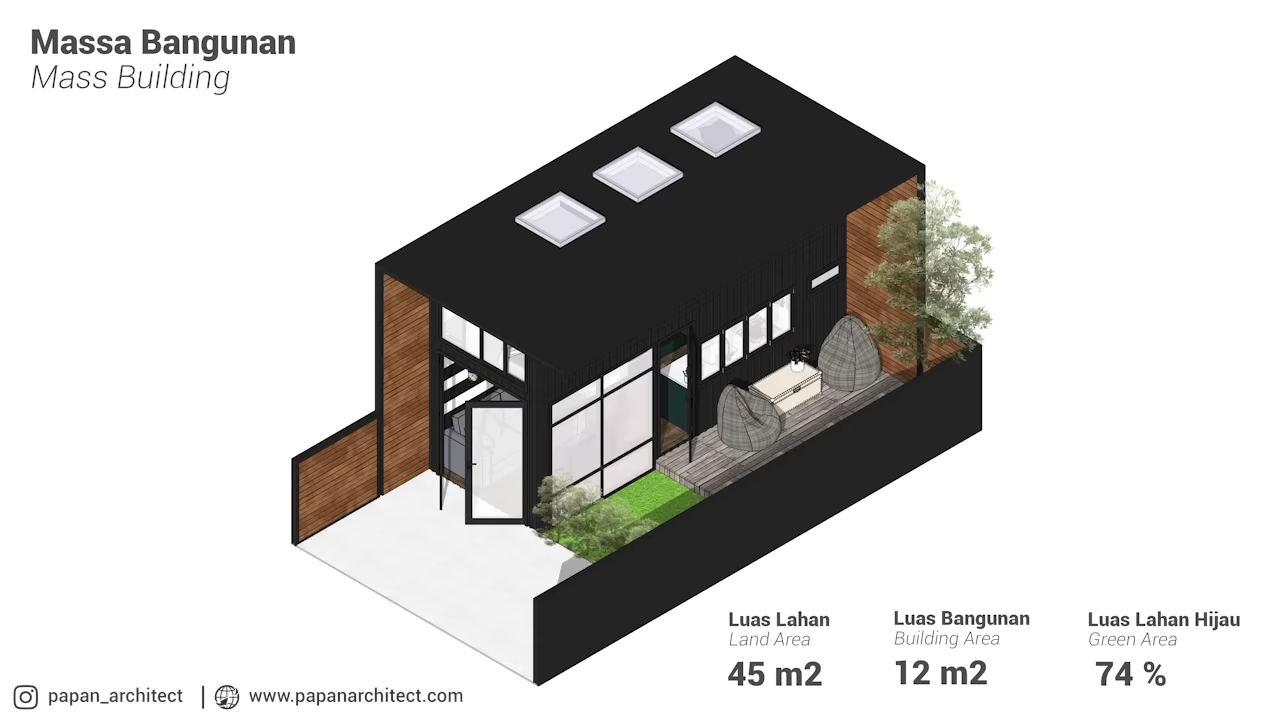 Massa Bangunan
Mass Building
Luas Lahan
Land Area
45 m2
Luas Bangunan
Building Area
12 m2
Luas Lahan Hijau
Green Area
74 %
papan_architect | www.papanarchitect.com